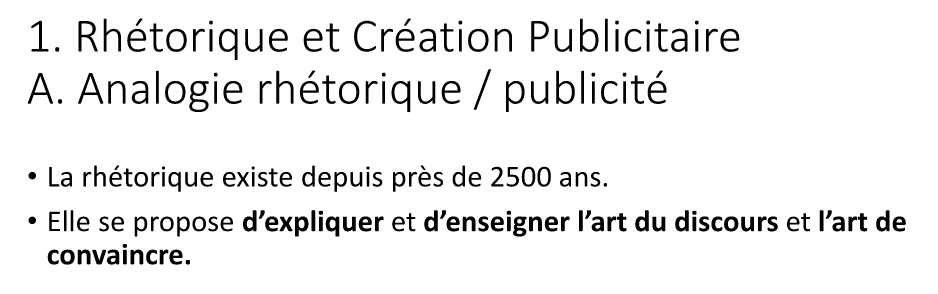 1. Rhétorique et Création Publicitaire
A. Analogie rhétorique / publicité
• La rhétorique existe depuis près de 2500 ans.
• Elle se propose d’expliquer et d’enseigner l’art du discours et l’art de
convaincre.